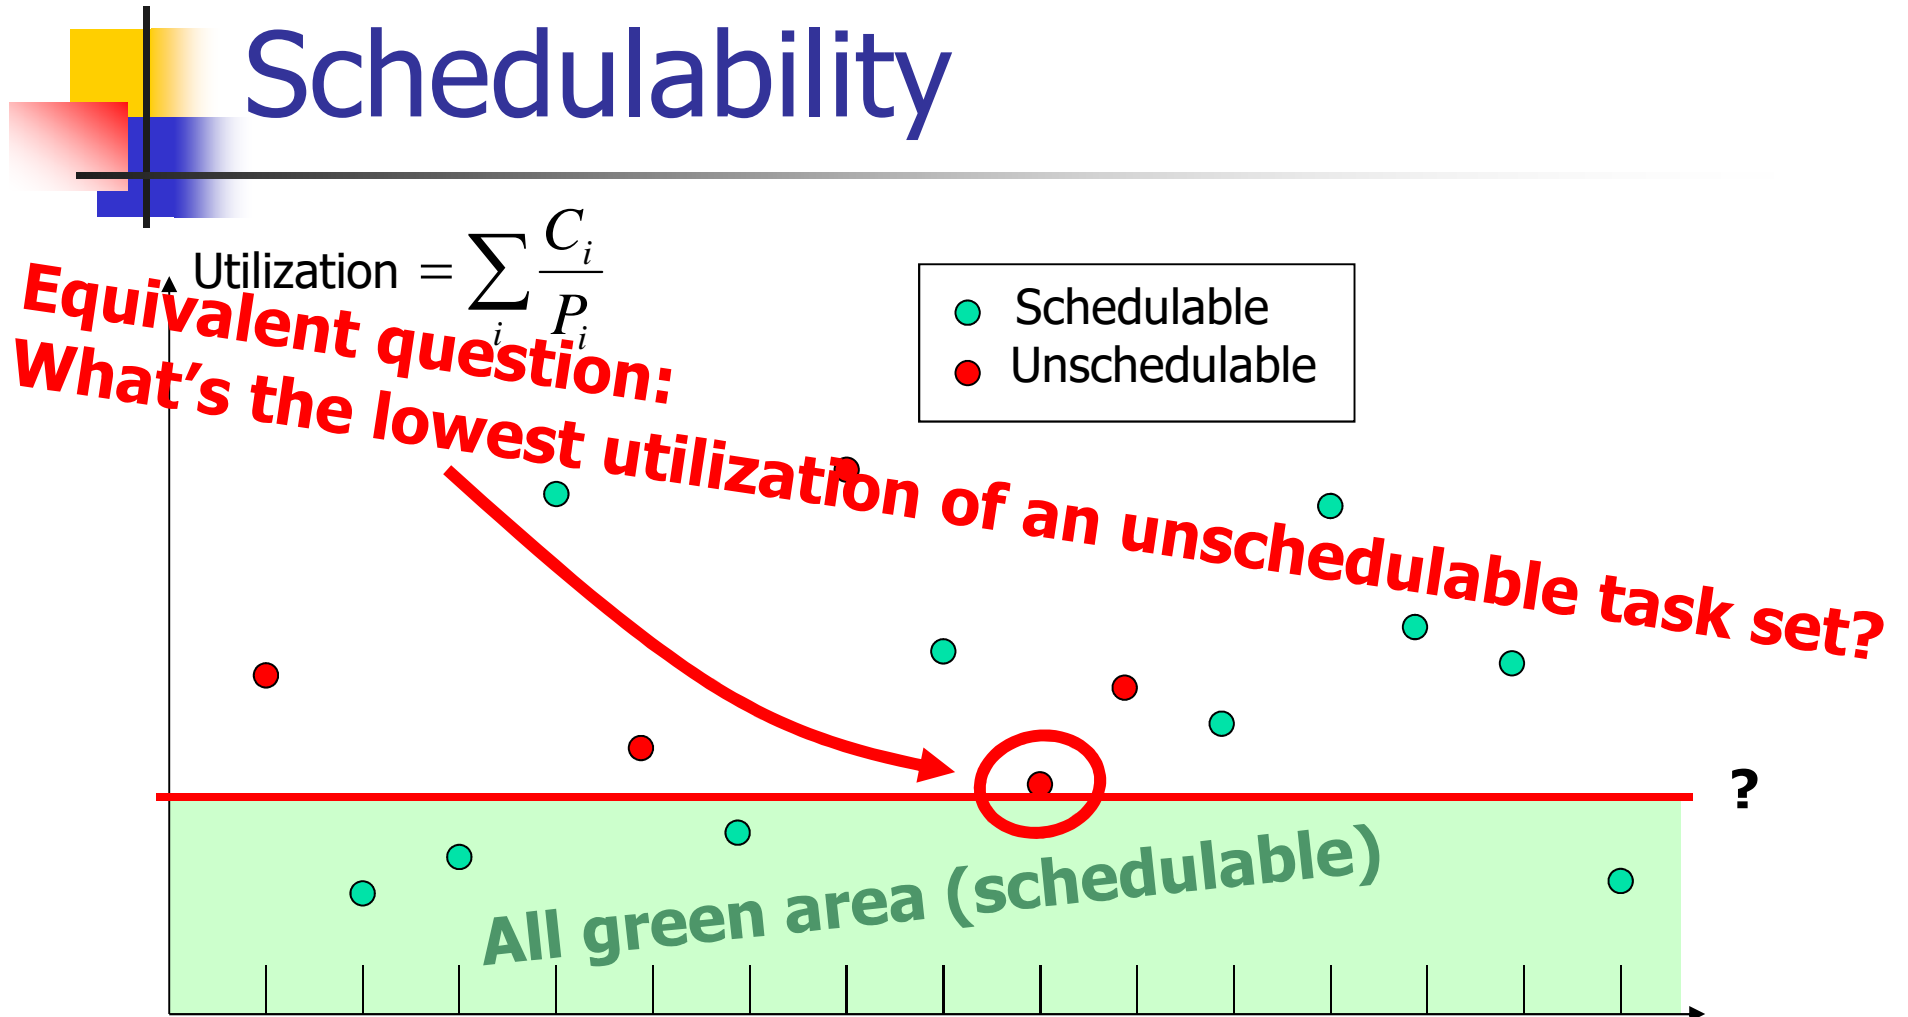 Schedulability
Utilization = ∑_i C_i / P_i
Equivalent question:
What’s the lowest utilization of an unschedulable task set?
Schedulable
Unschedulable
?
All green area (schedulable)